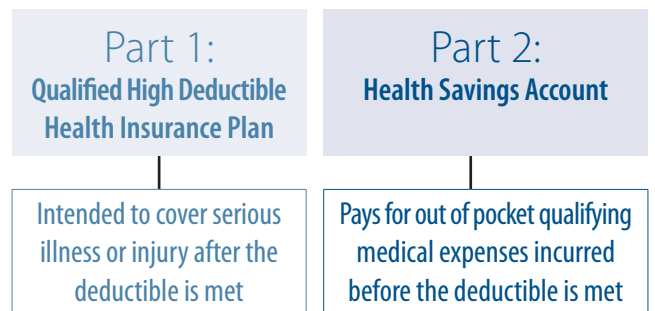 Part 1:
Qualified High Deductible
Health Insurance Plan
Intended to cover serious
illness or injury after the
deductible is met
Part 2:
Health Savings Account
Pays for out of pocket qualifying
medical expenses incurred
before the deductible is met